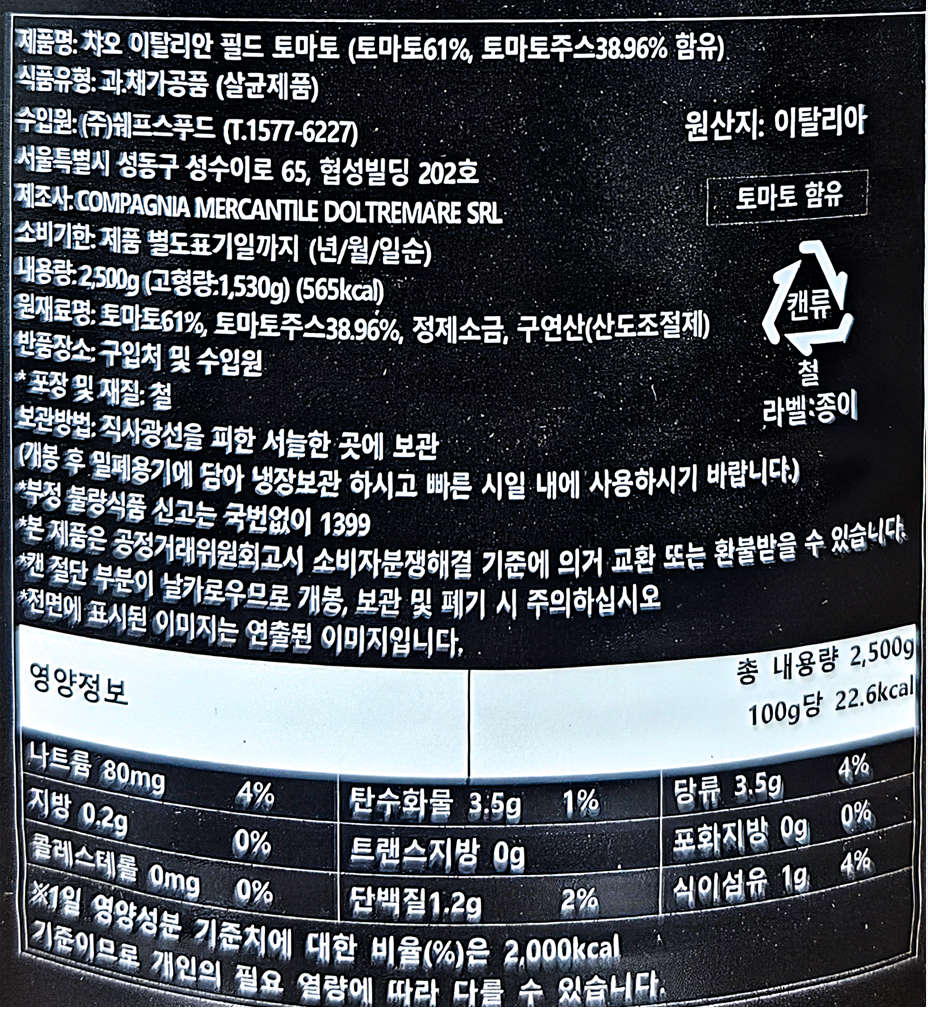 제품명: 챠오 이탈리안 필드 토마토 (토마토61%, 토마토주스38.96% 함유)
식품유형: 과.채가공품 (살균제품)
수입원: (주)쉐프스푸드 (T.1577-6227)
원산지: 이탈리아
서울특별시 성동구 성수이로 65, 협성빌딩 202호
제조사: COMPAGNIA MERCANTILE DOLTREMARE SRL
토마토 함유
소비기한: 제품 별도표기일까지 (년/월/일순)
내용량: 2,500g (고형량:1,530g) (565kcal)
캔류
원재료명: 토마토61%, 토마토주스38.96%, 정제소금, 구연산(산도조절제)
반품장소: 구입처 및 수입원
철
* 포장 및 재질: 철
라벨:종이
보관방법: 직사광선을 피한 서늘한 곳에 보관
(개봉 후 밀폐용기에 담아 냉장보관 하시고 빠른 시일 내에 사용하시기 바랍니다.)
*부정 불량식품 신고는 국번없이 1399
*본 제품은 공정거래위원회고시 소비자분쟁해결 기준에 의거 교환 또는 환불받을 수 있습니다.
*캔 절단 부분이 날카로우므로 개봉, 보관 및 폐기 시 주의하십시오
*전면에 표시된 이미지는 연출된 이미지입니다.
영양정보
총 내용량 2,500g
100g당 22.6kcal
나트륨 80mg 4% 탄수화물 3.5g 1% 당류 3.5g 4%
지방 0.2g 0% 트랜스지방 0g 포화지방 0g 0%
콜레스테롤 0mg 0% 단백질1.2g 2% 식이섬유 1g 4%
※1일 영양성분 기준치에 대한 비율(%)은 2,000kcal
기준이므로 개인의 필요 열량에 따라 다를 수 있습니다.